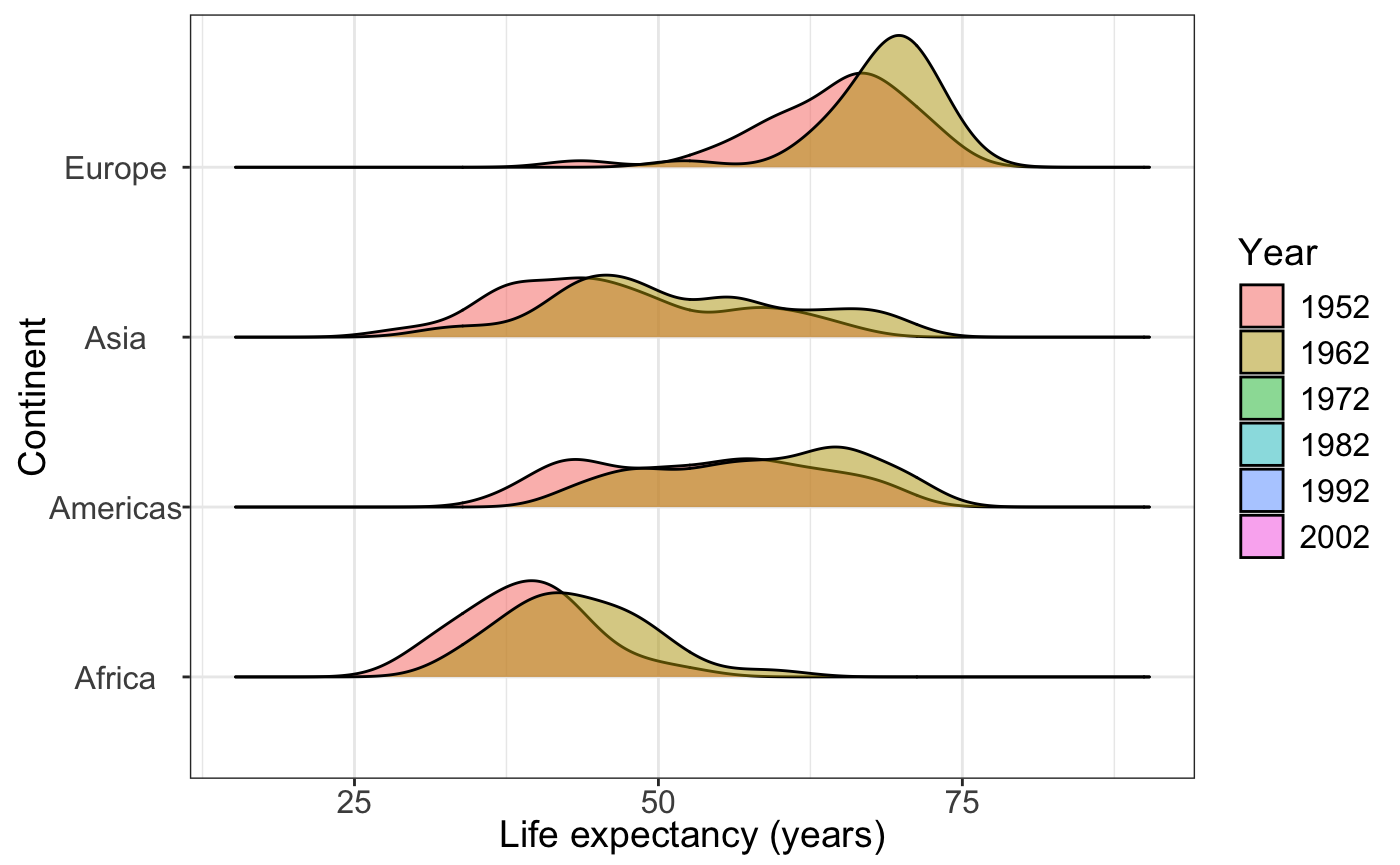 Europe
Asia
Americas
Africa
Continent
25 50 75
Life expectancy (years)
Year
1952
1962
1972
1982
1992
2002